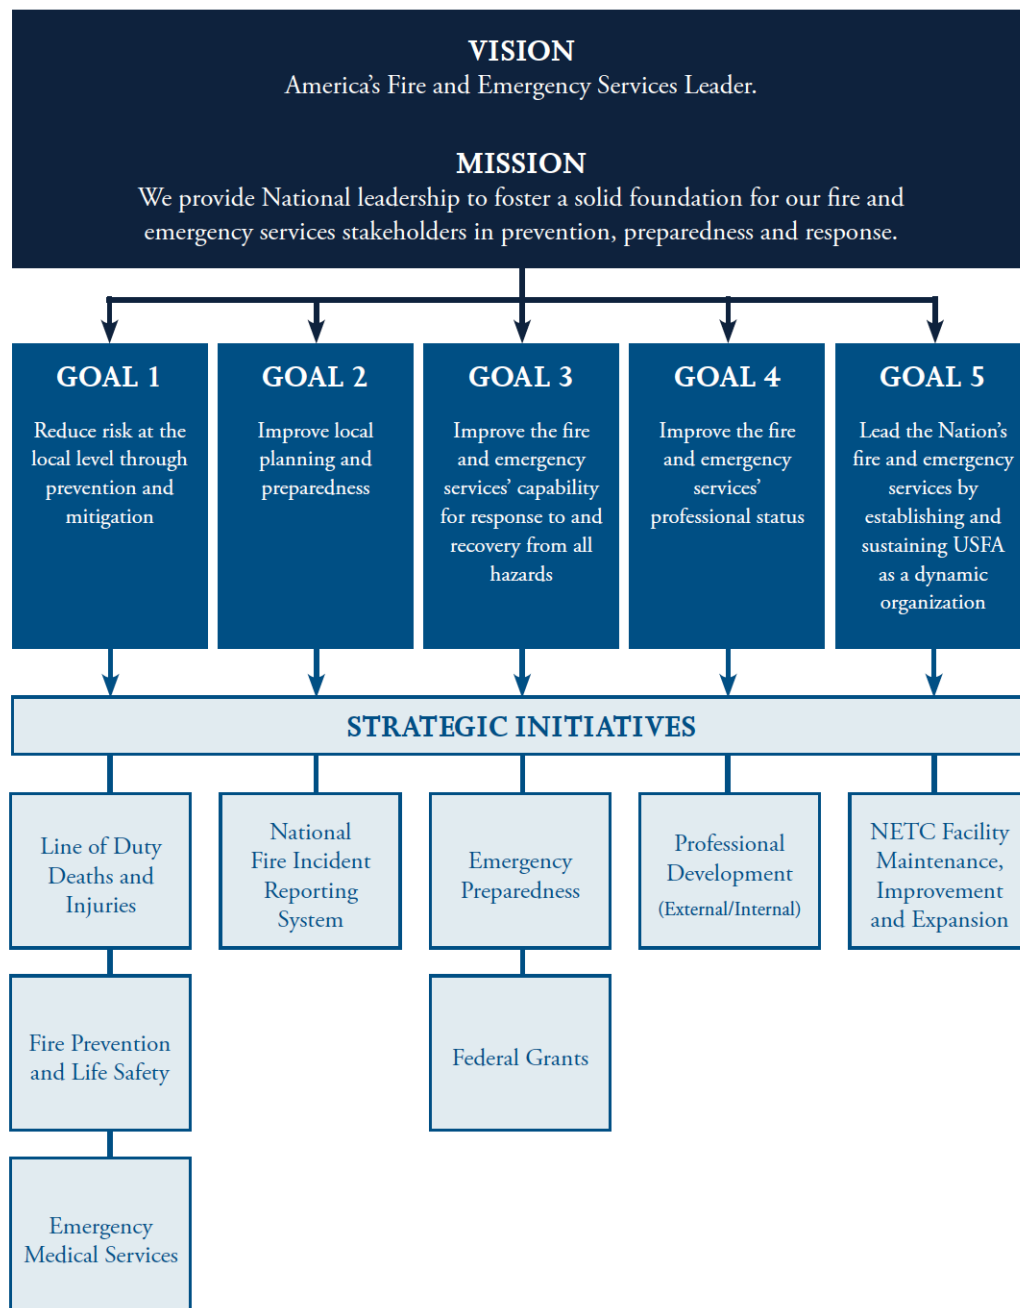 VISION
America’s Fire and Emergency Services Leader.
MISSION
We provide National leadership to foster a solid foundation for our fire and
emergency services stakeholders in prevention, preparedness and response.
GOAL 1
Reduce risk at the
local level through
prevention and
mitigation
GOAL 2
Improve local
planning and
preparedness
GOAL 3
Improve the fire
and emergency
services’ capability
for response to and
recovery from all
hazards
GOAL 4
Improve the fire
and emergency
services’
professional status
GOAL 5
Lead the Nation’s
fire and emergency
services by
establishing and
sustaining USFA
as a dynamic
organization
STRATEGIC INITIATIVES
Line of Duty
Deaths and
Injuries
National
Fire Incident
Reporting
System
Emergency
Preparedness
Professional
Development
(External/Internal)
NETC Facility
Maintenance,
Improvement
and Expansion
Fire Prevention
and Life Safety
Federal Grants
Emergency
Medical Services